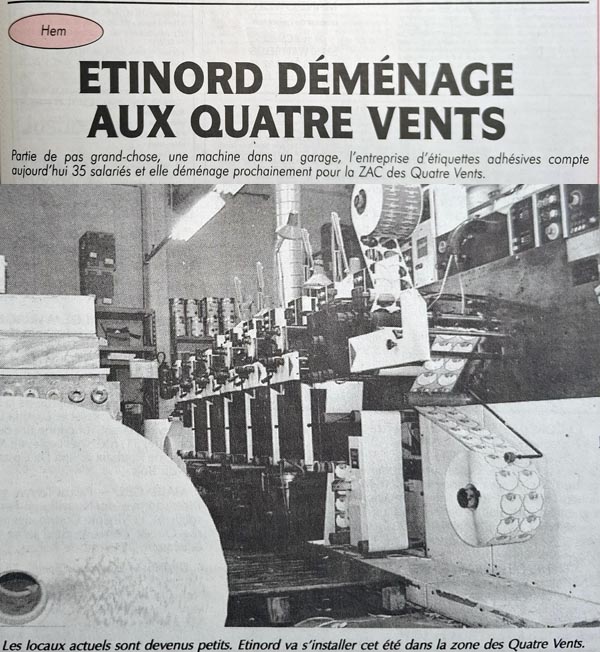 Hem
ETINORD DÉMÉNAGE
AUX QUATRE VENTS
Partie de pas grand-chose, une machine dans un garage, l'entreprise d'étiquettes adhésives compte
aujourd'hui 35 salariés et elle déménage prochainement pour la ZAC des Quatre Vents.
Les locaux actuels sont devenus petits. Etinord va s'installer cet été dans la zone des Quatre Vents.